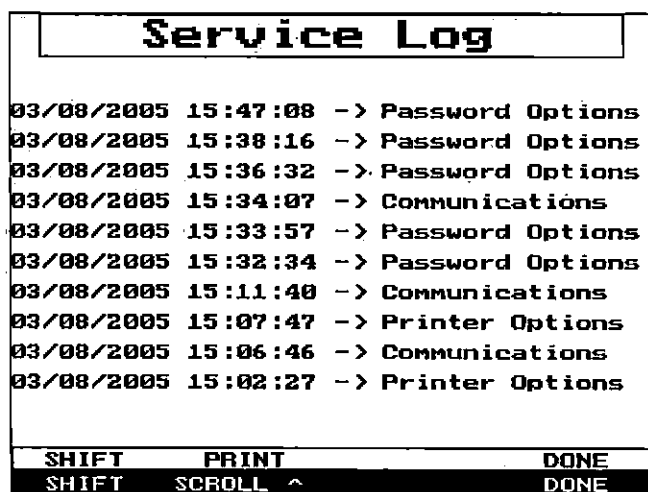 Service Log
03/08/2005 15:47:08 -> Password Options
03/08/2005 15:38:16 -> Password Options
03/08/2005 15:36:32 -> Password Options
03/08/2005 15:34:07 -> Communications
03/08/2005 15:33:57 -> Password Options
03/08/2005 15:32:34 -> Password Options
03/08/2005 15:11:40 -> Communications
03/08/2005 15:07:47 -> Printer Options
03/08/2005 15:06:46 -> Communications
03/08/2005 15:02:27 -> Printer Options
SHIFT PRINT DONE
SHIFT SCROLL ^ DONE